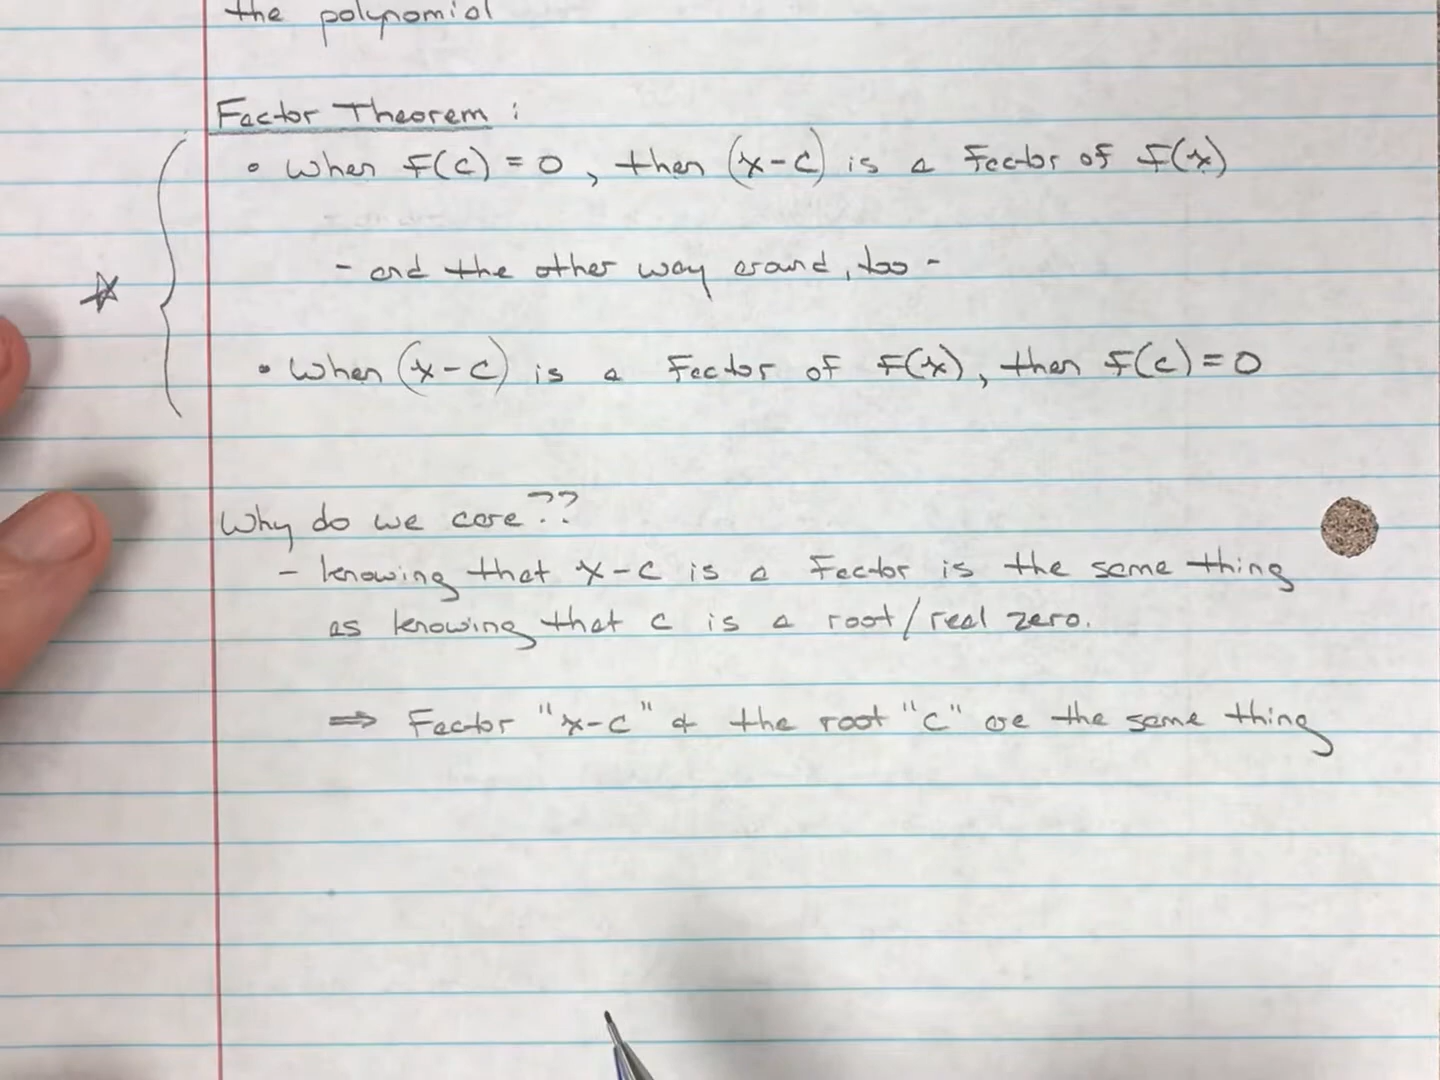 the polynomial
Factor Theorem:
• When f(c) = 0, then (x-c) is a factor of f(x)
- and the other way around, too -
• When (x-c) is a factor of f(x), then f(c) = 0
Why do we care??
- knowing that x-c is a factor is the same thing
as knowing that c is a root/real zero.
⇒ Factor "x-c" & the root "c" are the same thing